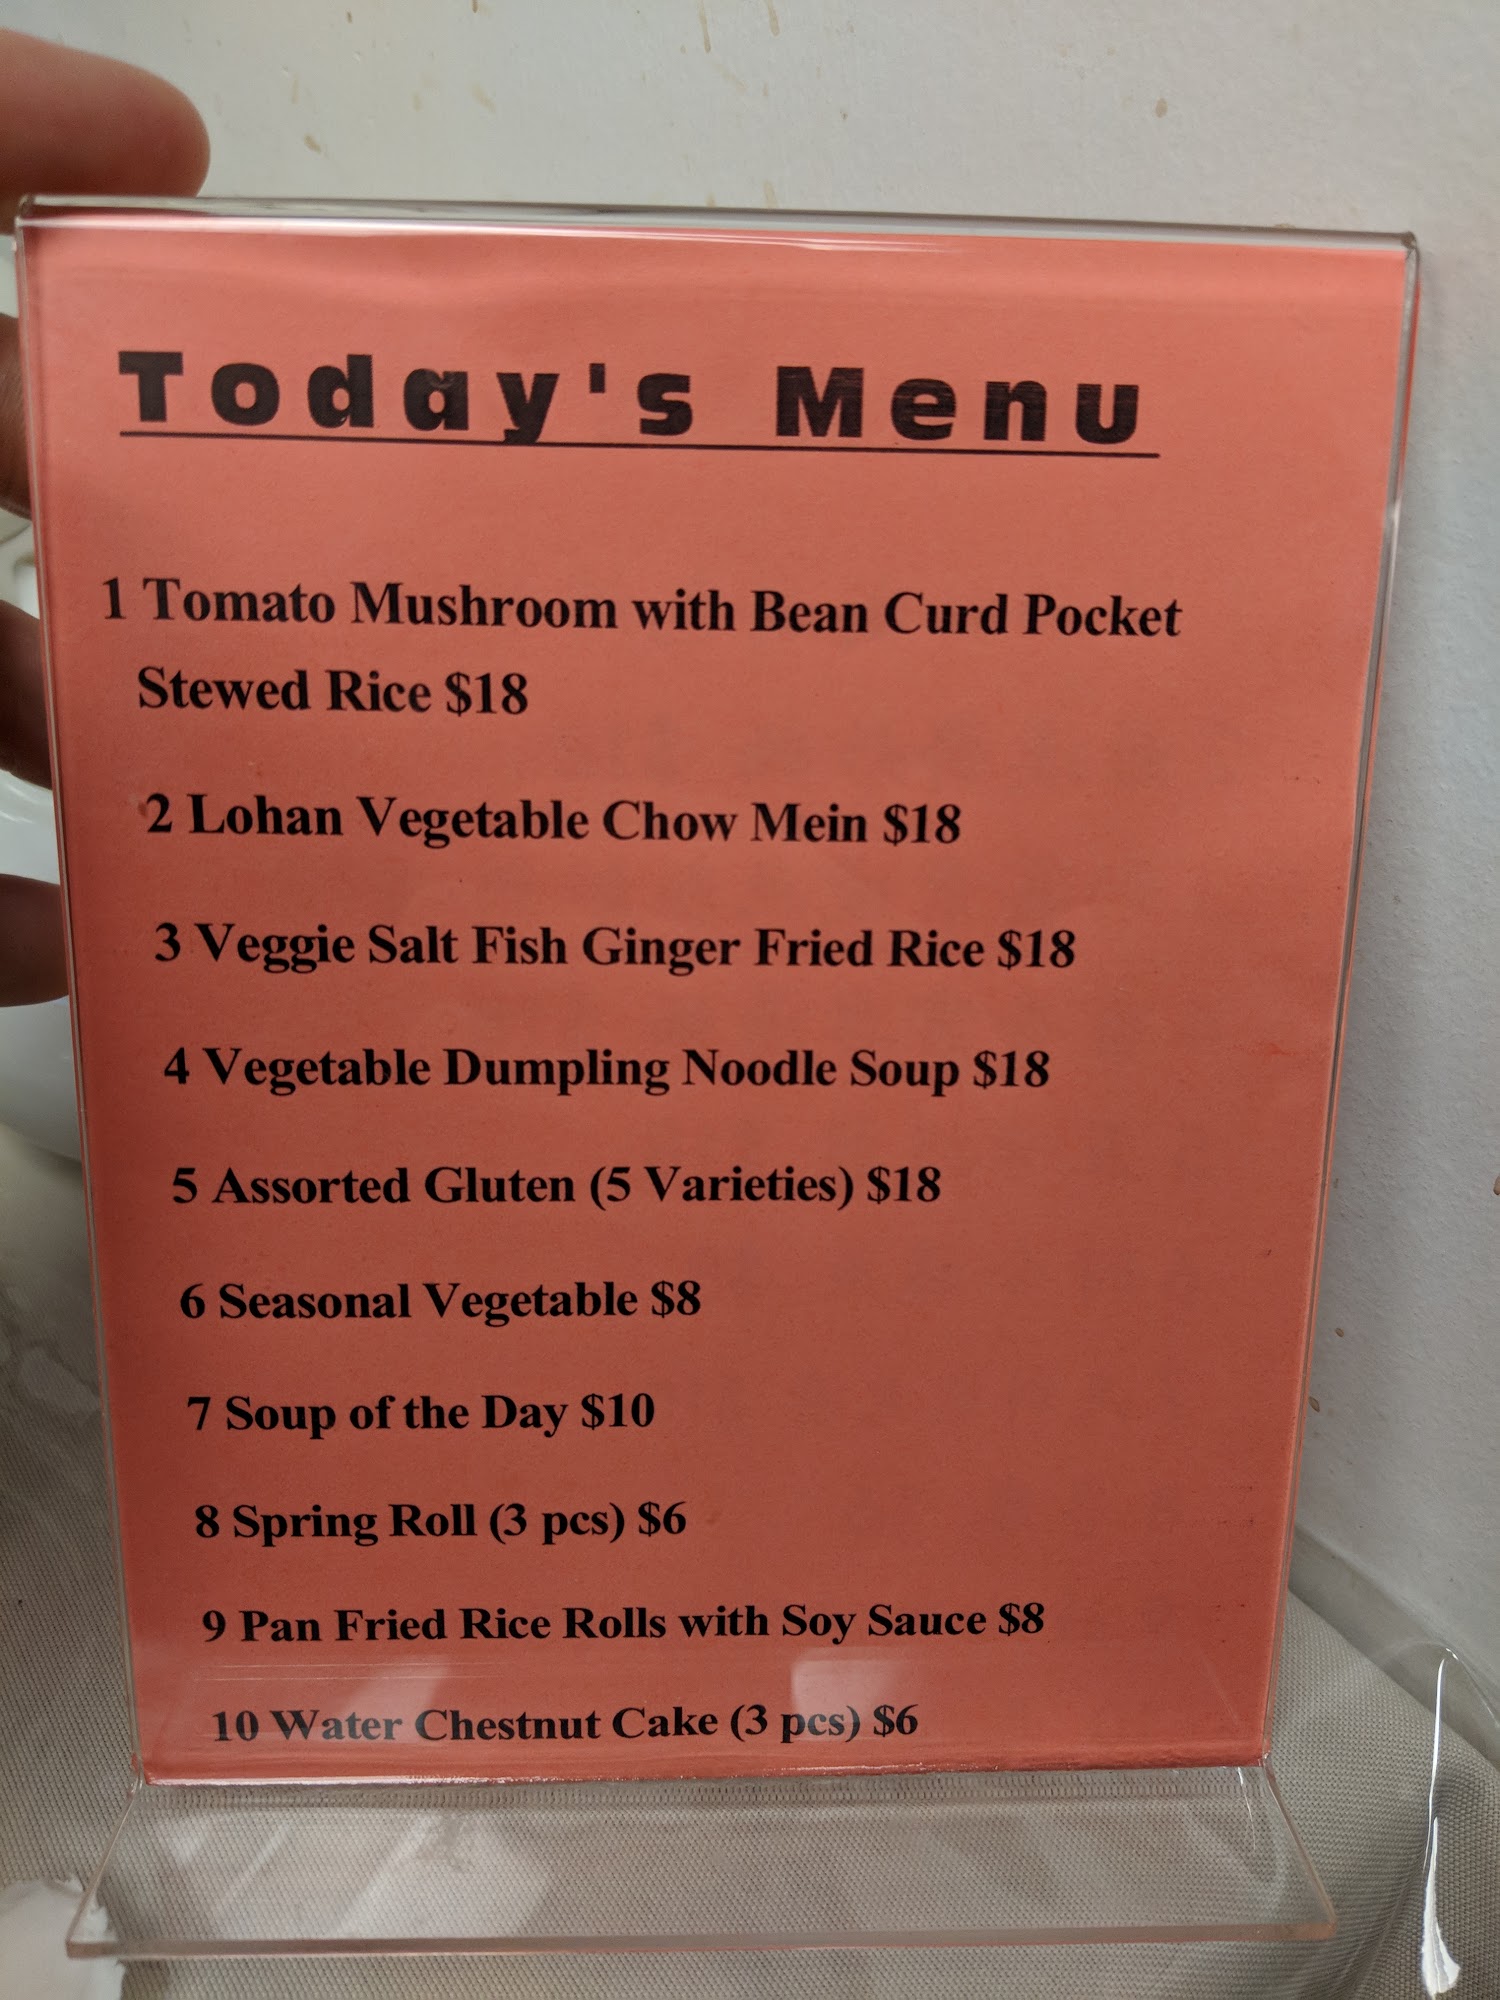 Today's Menu
1 Tomato Mushroom with Bean Curd Pocket
Stewed Rice $18
2 Lohan Vegetable Chow Mein $18
3 Veggie Salt Fish Ginger Fried Rice $18
4 Vegetable Dumpling Noodle Soup $18
5 Assorted Gluten (5 Varieties) $18
6 Seasonal Vegetable $8
7 Soup of the Day $10
8 Spring Roll (3 pcs) $6
9 Pan Fried Rice Rolls with Soy Sauce $8
10 Water Chestnut Cake (3 pcs) $6